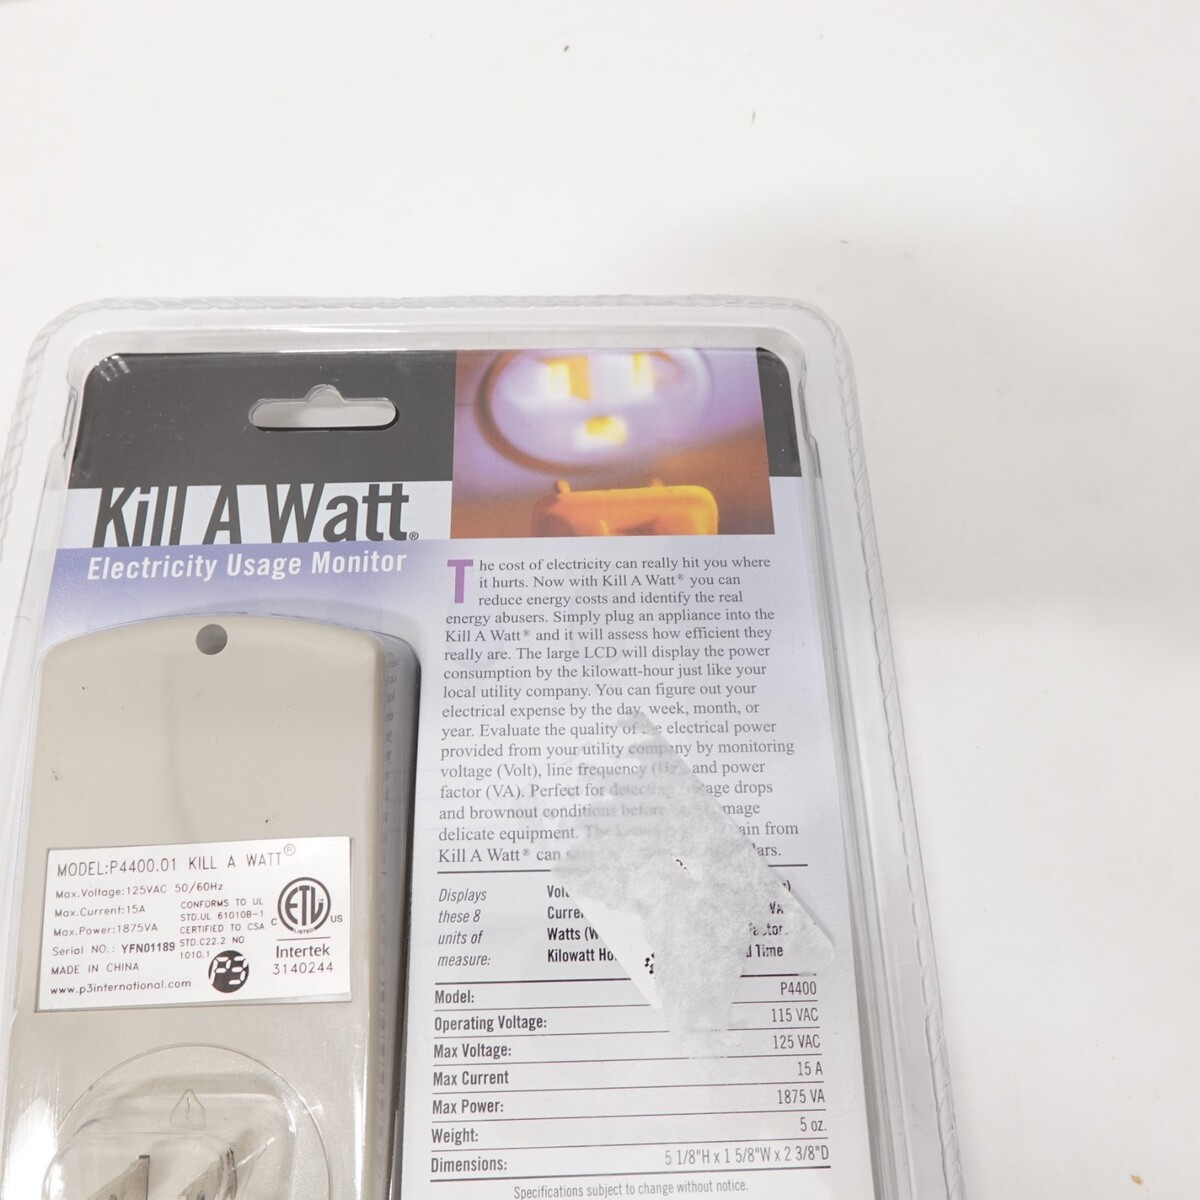 Kill A Watt®
Electricity Usage Monitor
The cost of electricity can really hit you where
it hurts. Now with Kill A Watt® you can
reduce energy costs and identify the real
energy abusers. Simply plug an appliance into the
Kill A Watt® and it will assess how efficient they
really are. The large LCD will display the power
consumption by the kilowatt-hour just like your
local utility company. You can figure out your
electrical expense by the day, week, month, or
year. Evaluate the quality of the electrical power
provided from your utility company by monitoring
voltage (Volt), line frequency (Hz), and power
factor (VA). Perfect for detecting drops
and brownout conditions before
delicate equipment. from
Kill A Watt® can
Displays
these 8
units of
measure:
VA
Kilowatt Time
Model: P4400
Operating Voltage: 115 VAC
Max Voltage: 125 VAC
Max Current 15 A
Max Power: 1875 VA
Weight: 5 oz.
Dimensions: 5 1/8"H x 1 5/8"W x 2 3/8"D
Specifications subject to change without notice.
MODEL:P4400.01 KILL A WATT®
Max.Voltage:125VAC 50/60Hz
Max.Current:15A
Max.Power:1875VA
Serial NO.: YFN01189
MADE IN CHINA
www.p3international.com
CONFORMS TO UL
STD.UL 61010B-1
CERTIFIED TO CSA
STD.C22.2 NO
1010.1
P3
C ETL US
LISTED
Intertek
3140244